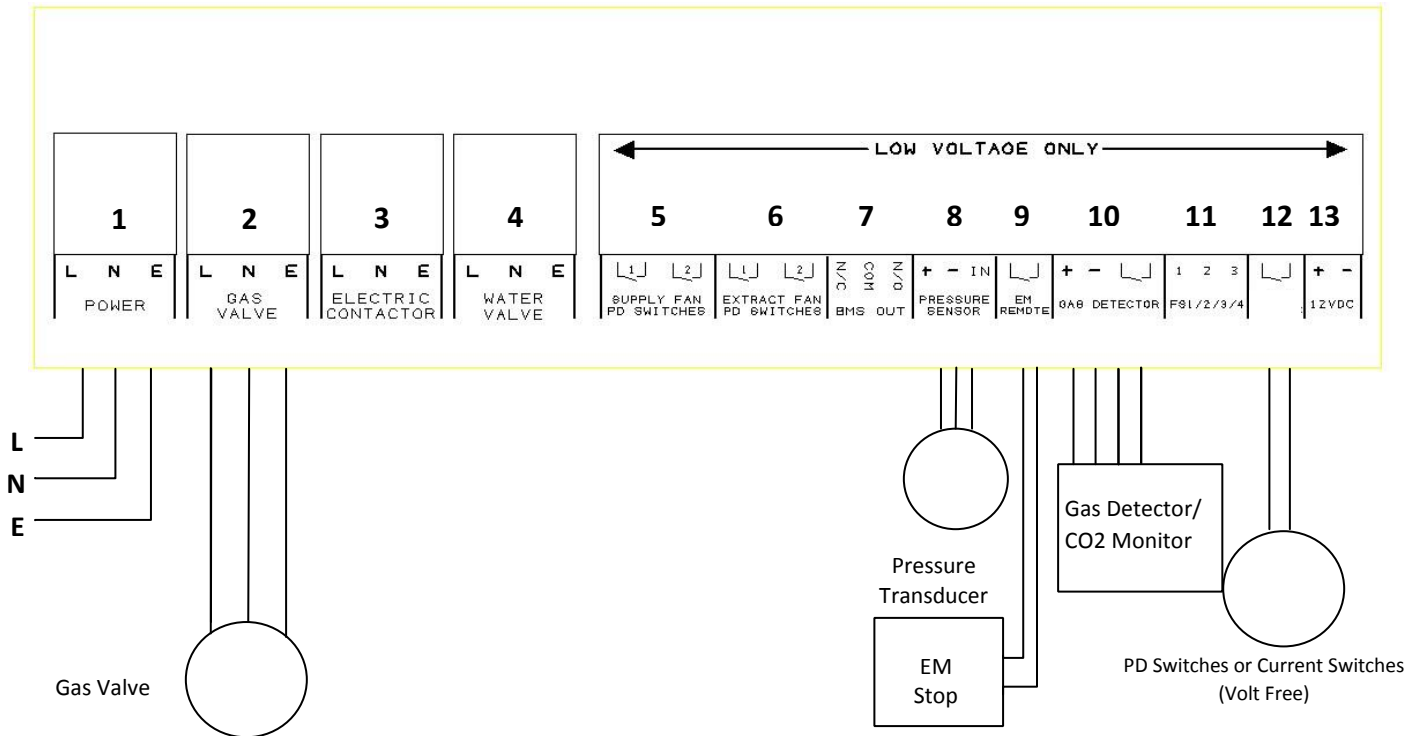 LOW VOLTAGE ONLY
1 2 3 4 5 6 7 8 9 10 11 12 13
L N E
POWER
L N E
GAS
VALVE
L N E
ELECTRIC
CONTACTOR
L N E
WATER
VALVE
1 2
SUPPLY FAN
PD SWITCHES
1 2
EXTRACT FAN
PD SWITCHES
N/C COM N/O
BMS OUT
+ - IN
PRESSURE
SENSOR
EM
REMOTE
+ -
GAS DETECTOR
1 2 3
FS1/2/3/4
+ -
12VDC
L
N
E
Gas Valve
Pressure
Transducer
EM
Stop
Gas Detector/
CO2 Monitor
PD Switches or Current Switches
(Volt Free)